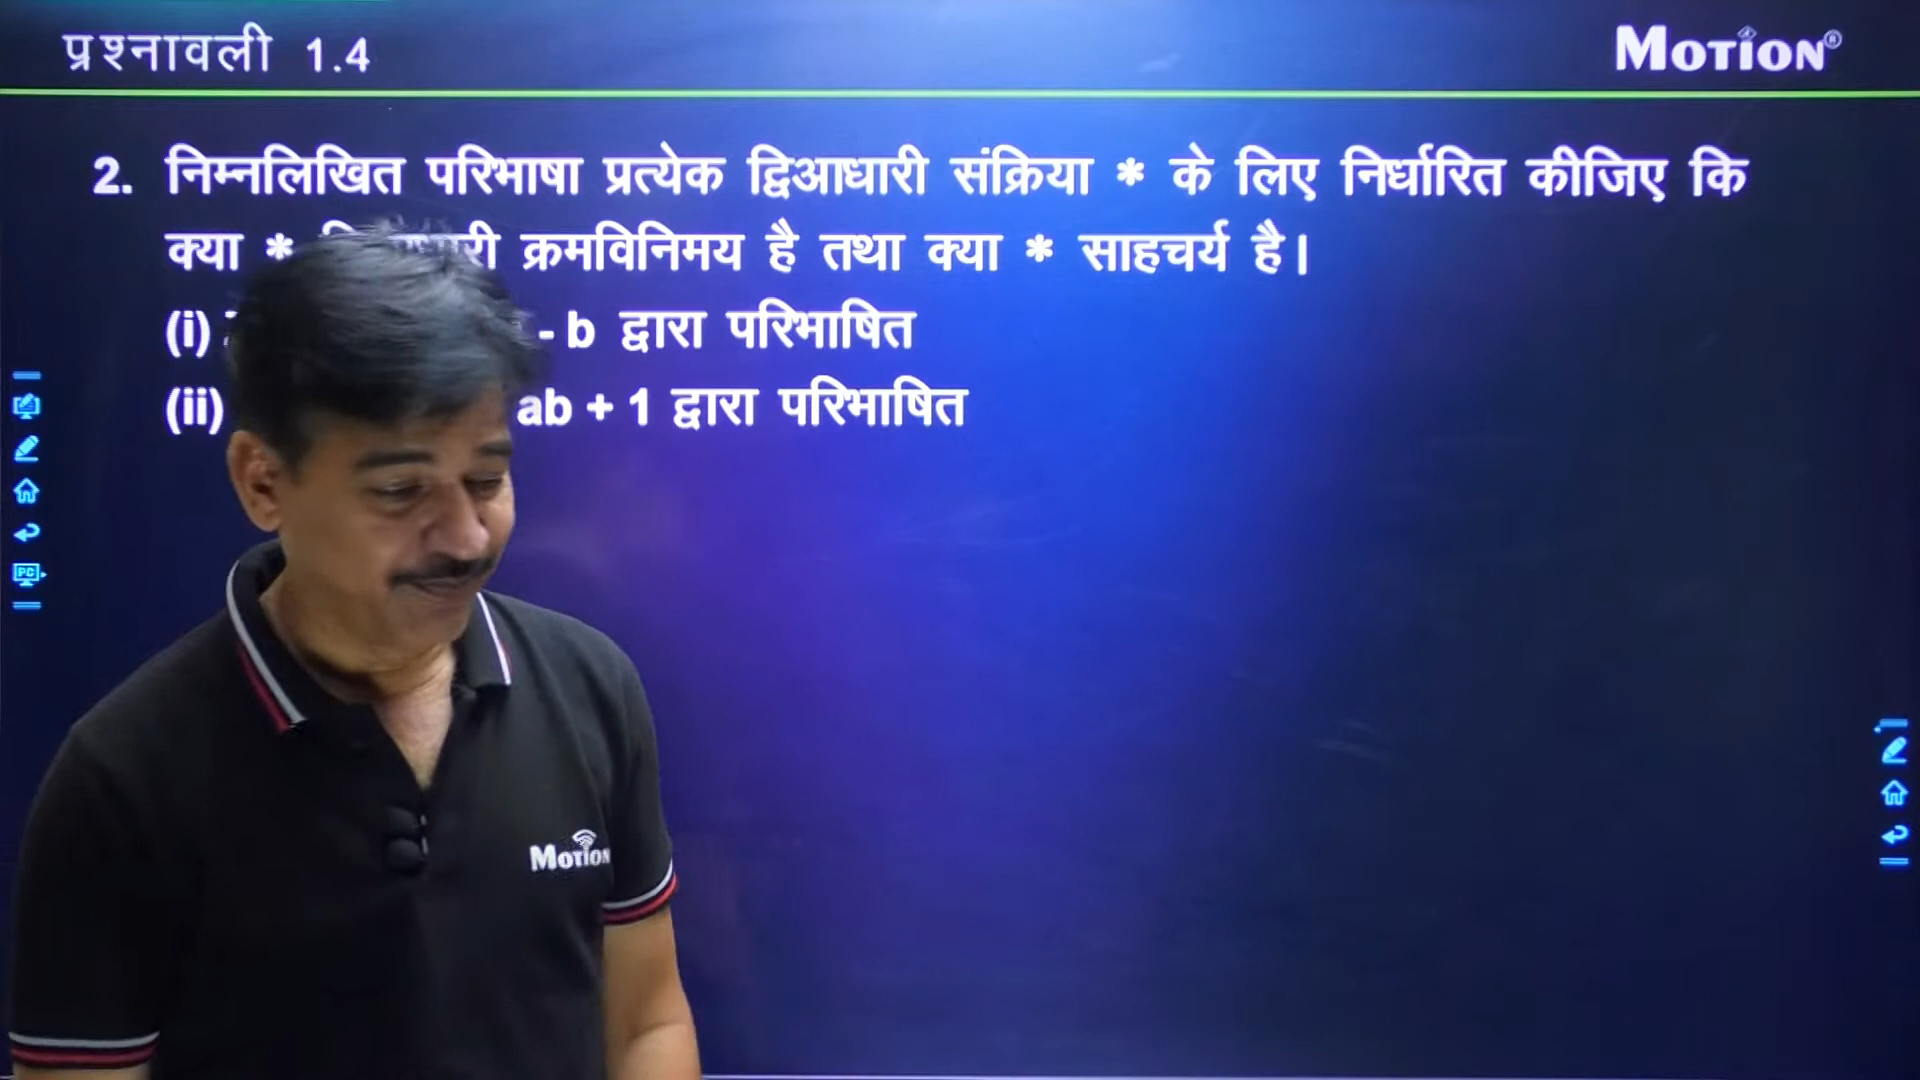 प्रश्नावली 1.4
MOTION®
2. निम्नलिखित परिभाषा प्रत्येक द्विआधारी संक्रिया * के लिए निर्धारित कीजिए कि
क्या * री क्रमविनिमय है तथा क्या * साहचर्य है।
(i) - b द्वारा परिभाषित
(ii) ab + 1 द्वारा परिभाषित
PC
MOTION